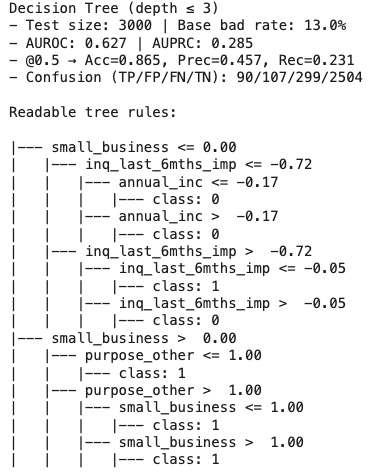 Decision Tree (depth ≤ 3)
- Test size: 3000 | Base bad rate: 13.0%
- AUROC: 0.627 | AUPRC: 0.285
- @0.5 → Acc=0.865, Prec=0.457, Rec=0.231
- Confusion (TP/FP/FN/TN): 90/107/299/2504

Readable tree rules:

|--- small_business <= 0.00
|   |--- inq_last_6mths_imp <= -0.72
|   |   |--- annual_inc <= -0.17
|   |   |   |--- class: 0
|   |   |--- annual_inc >  -0.17
|   |   |   |--- class: 0
|   |--- inq_last_6mths_imp >  -0.72
|   |   |--- inq_last_6mths_imp <= -0.05
|   |   |   |--- class: 1
|   |   |--- inq_last_6mths_imp >  -0.05
|   |   |   |--- class: 0
|--- small_business >  0.00
|   |--- purpose_other <= 1.00
|   |   |--- class: 1
|   |--- purpose_other >  1.00
|   |   |--- small_business <= 1.00
|   |   |   |--- class: 1
|   |   |--- small_business >  1.00
|   |   |   |--- class: 1